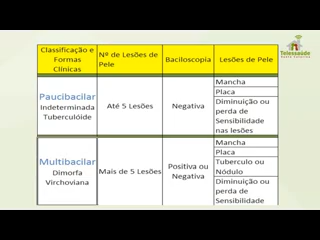 Telessaúde
Classificação e
Formas
Clínicas
Nº de Lesões de
Pele
Baciloscopia
Lesões de Pele
Paucibacilar
Indeterminada
Tuberculóide
Até 5 Lesões
Negativa
Mancha
Placa
Diminuição ou
perda de
Sensibilidade
nas lesões
Multibacilar
Dimorfa
Virchoviana
Mais de 5 Lesões
Positiva ou
Negativa
Mancha
Placa
Tuberculo ou
Nódulo
Diminuição ou
perda de
Sensibilidade